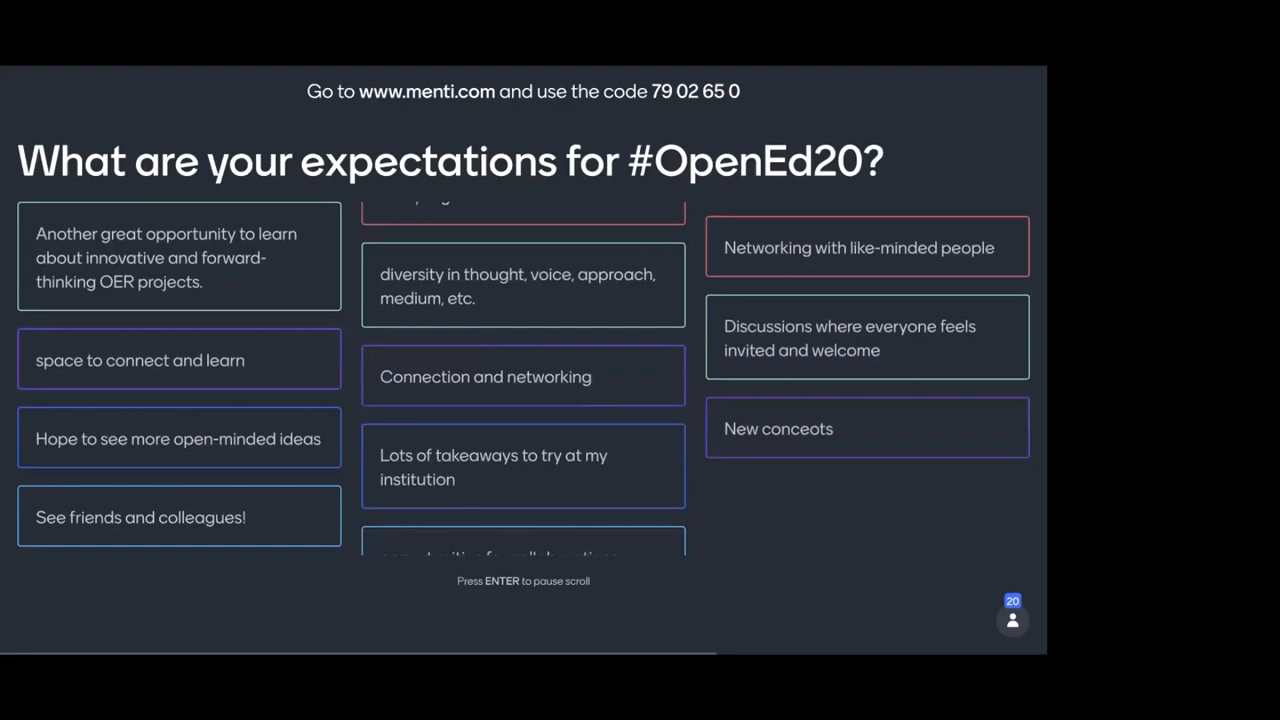 Go to www.menti.com and use the code 79 02 65 0
What are your expectations for #OpenEd20?
Another great opportunity to learn
about innovative and forward-
thinking OER projects.
space to connect and learn
Hope to see more open-minded ideas
See friends and colleagues!
diversity in thought, voice, approach,
medium, etc.
Connection and networking
Lots of takeaways to try at my
institution
Networking with like-minded people
Discussions where everyone feels
invited and welcome
New conceots
Press ENTER to pause scroll
20